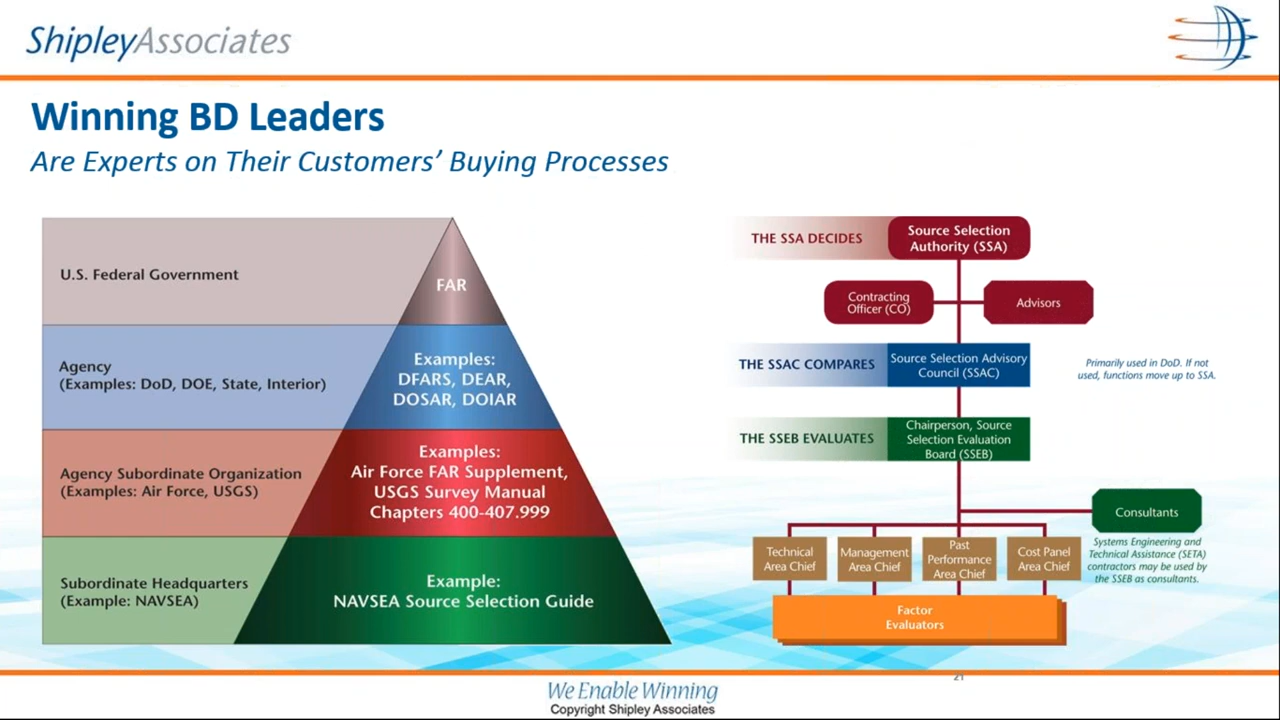 ShipleyAssociates
Winning BD Leaders
Are Experts on Their Customers’ Buying Processes
U.S. Federal Government
FAR
Agency
(Examples: DoD, DOE, State, Interior)
Examples:
DFARS, DEAR,
DOSAR, DOIAR
Agency Subordinate Organization
(Examples: Air Force, USGS)
Examples:
Air Force FAR Supplement,
USGS Survey Manual
Chapters 400-407.999
Subordinate Headquarters
(Example: NAVSEA)
Example:
NAVSEA Source Selection Guide
THE SSA DECIDES
Source Selection
Authority (SSA)
Contracting
Officer (CO)
Advisors
THE SSAC COMPARES
Source Selection Advisory
Council (SSAC)
Primarily used in DoD. If not
used, functions move up to SSA.
THE SSEB EVALUATES
Chairperson, Source
Selection Evaluation
Board (SSEB)
Consultants
Systems Engineering and
Technical Assistance (SETA)
contractors may be used by
the SSEB as consultants.
Technical
Area Chief
Management
Area Chief
Past
Performance
Area Chief
Cost Panel
Area Chief
Factor
Evaluators
21
We Enable Winning
Copyright Shipley Associates